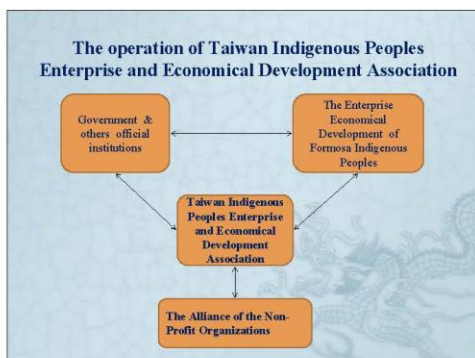 The operation of Taiwan Indigenous Peoples
Enterprise and Economical Development Association
Government &
others official
institutions
The Enterprise
Economical
Development of
Formosa Indigenous
Peoples
Taiwan Indigenous
Peoples Enterprise
and Economical
Development
Association
The Alliance of the Non-
Profit Organizations